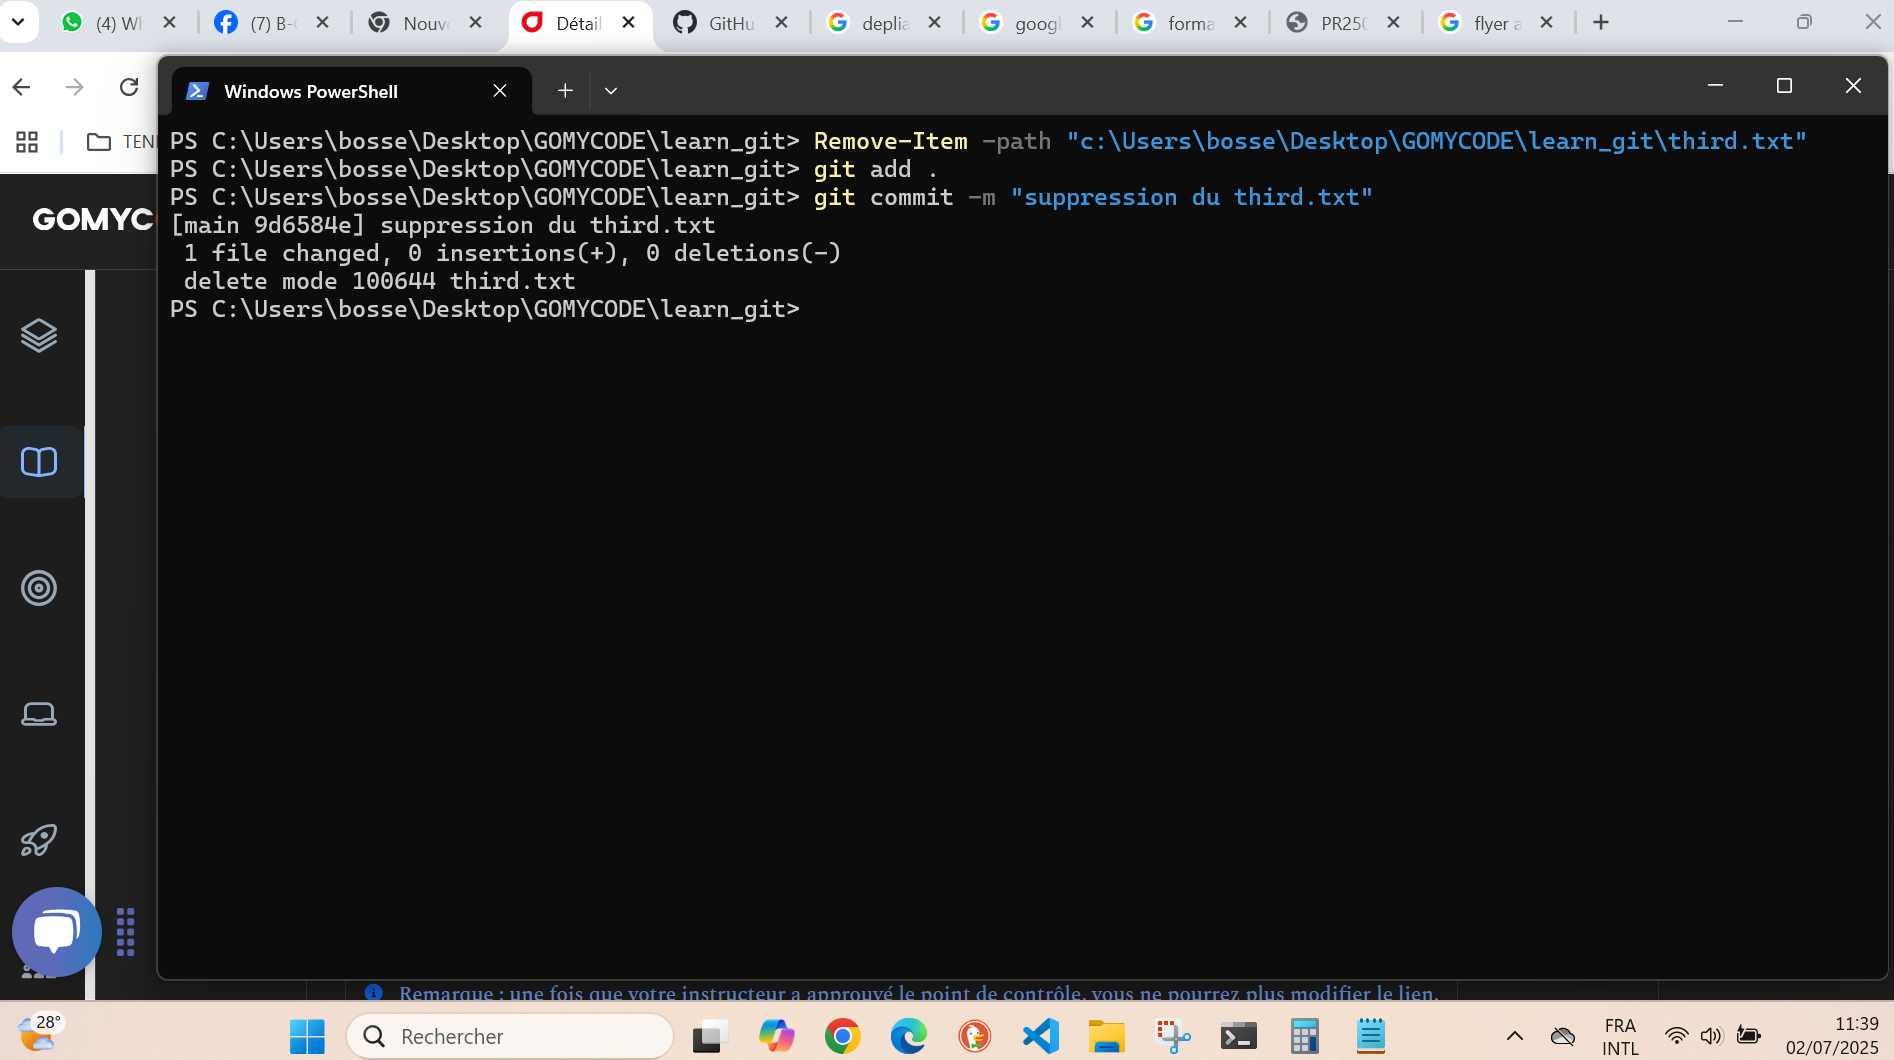 (4) Wh
(7) B-
Nouve
Détail
GitHu
deplia
googl
forma
PR250
flyer a
Windows PowerShell
TEN
GOMYC
PS C:\Users\bosse\Desktop\GOMYCODE\learn_git> Remove-Item -path "c:\Users\bosse\Desktop\GOMYCODE\learn_git\third.txt"
PS C:\Users\bosse\Desktop\GOMYCODE\learn_git> git add .
PS C:\Users\bosse\Desktop\GOMYCODE\learn_git> git commit -m "suppression du third.txt"
[main 9d6584e] suppression du third.txt
 1 file changed, 0 insertions(+), 0 deletions(-)
 delete mode 100644 third.txt
PS C:\Users\bosse\Desktop\GOMYCODE\learn_git>
Remarque : une fois que votre instructeur a approuvé le point de contrôle, vous ne pourrez plus modifier le lien.
28°
Rechercher
FRA
INTL
11:39
02/07/2025